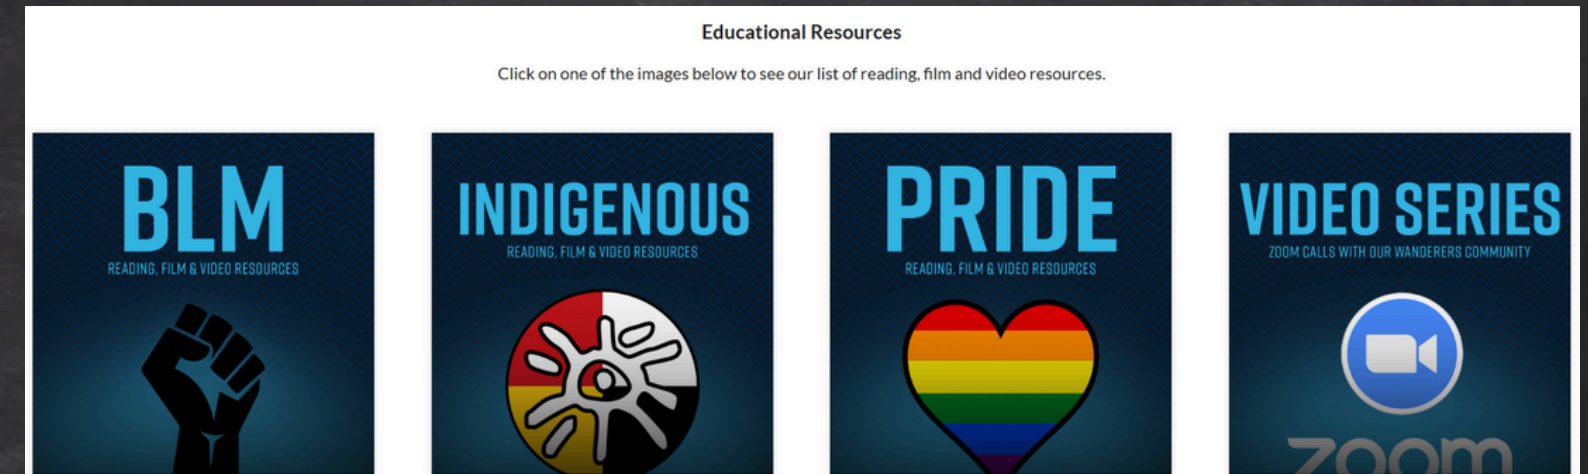 Educational Resources
Click on one of the images below to see our list of reading, film and video resources.
BLM
READING, FILM & VIDEO RESOURCES
INDIGENOUS
READING, FILM & VIDEO RESOURCES
PRIDE
READING, FILM & VIDEO RESOURCES
VIDEO SERIES
ZOOM CALLS WITH OUR WANDERERS COMMUNITY
zoom